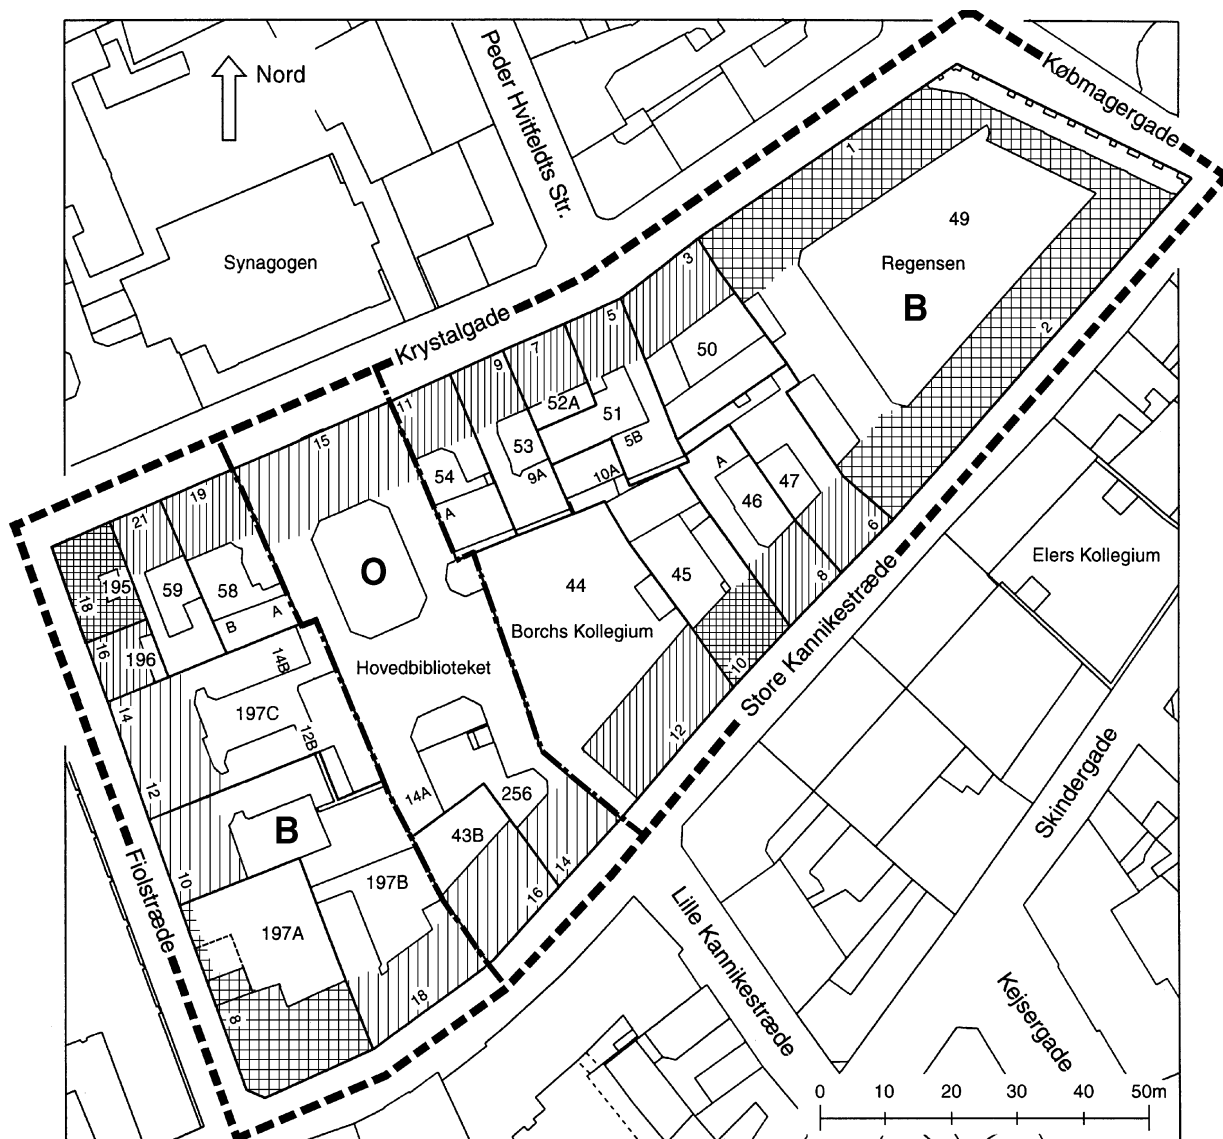 Nord
Peder Hvitfeldts Str.
Købmagergade
Synagogen
Krystalgade
1
49
Regensen
B
2
3
50
5
7
9
11
52A
51
5B
53
9A
10A
54
A
15
19
21
O
A
47
46
6
8
45
10
44
Borchs Kollegium
12
Elers Kollegium
Store Kannikestræde
195
18
59
58
B
A
16
196
14B
Hovedbiblioteket
14
197C
12B
12
14A
256
43B
14
16
B
10
197B
197A
18
8
Fiolstræde
Skindergade
Lille Kannikestræde
Kejsergade
0 10 20 30 40 50m